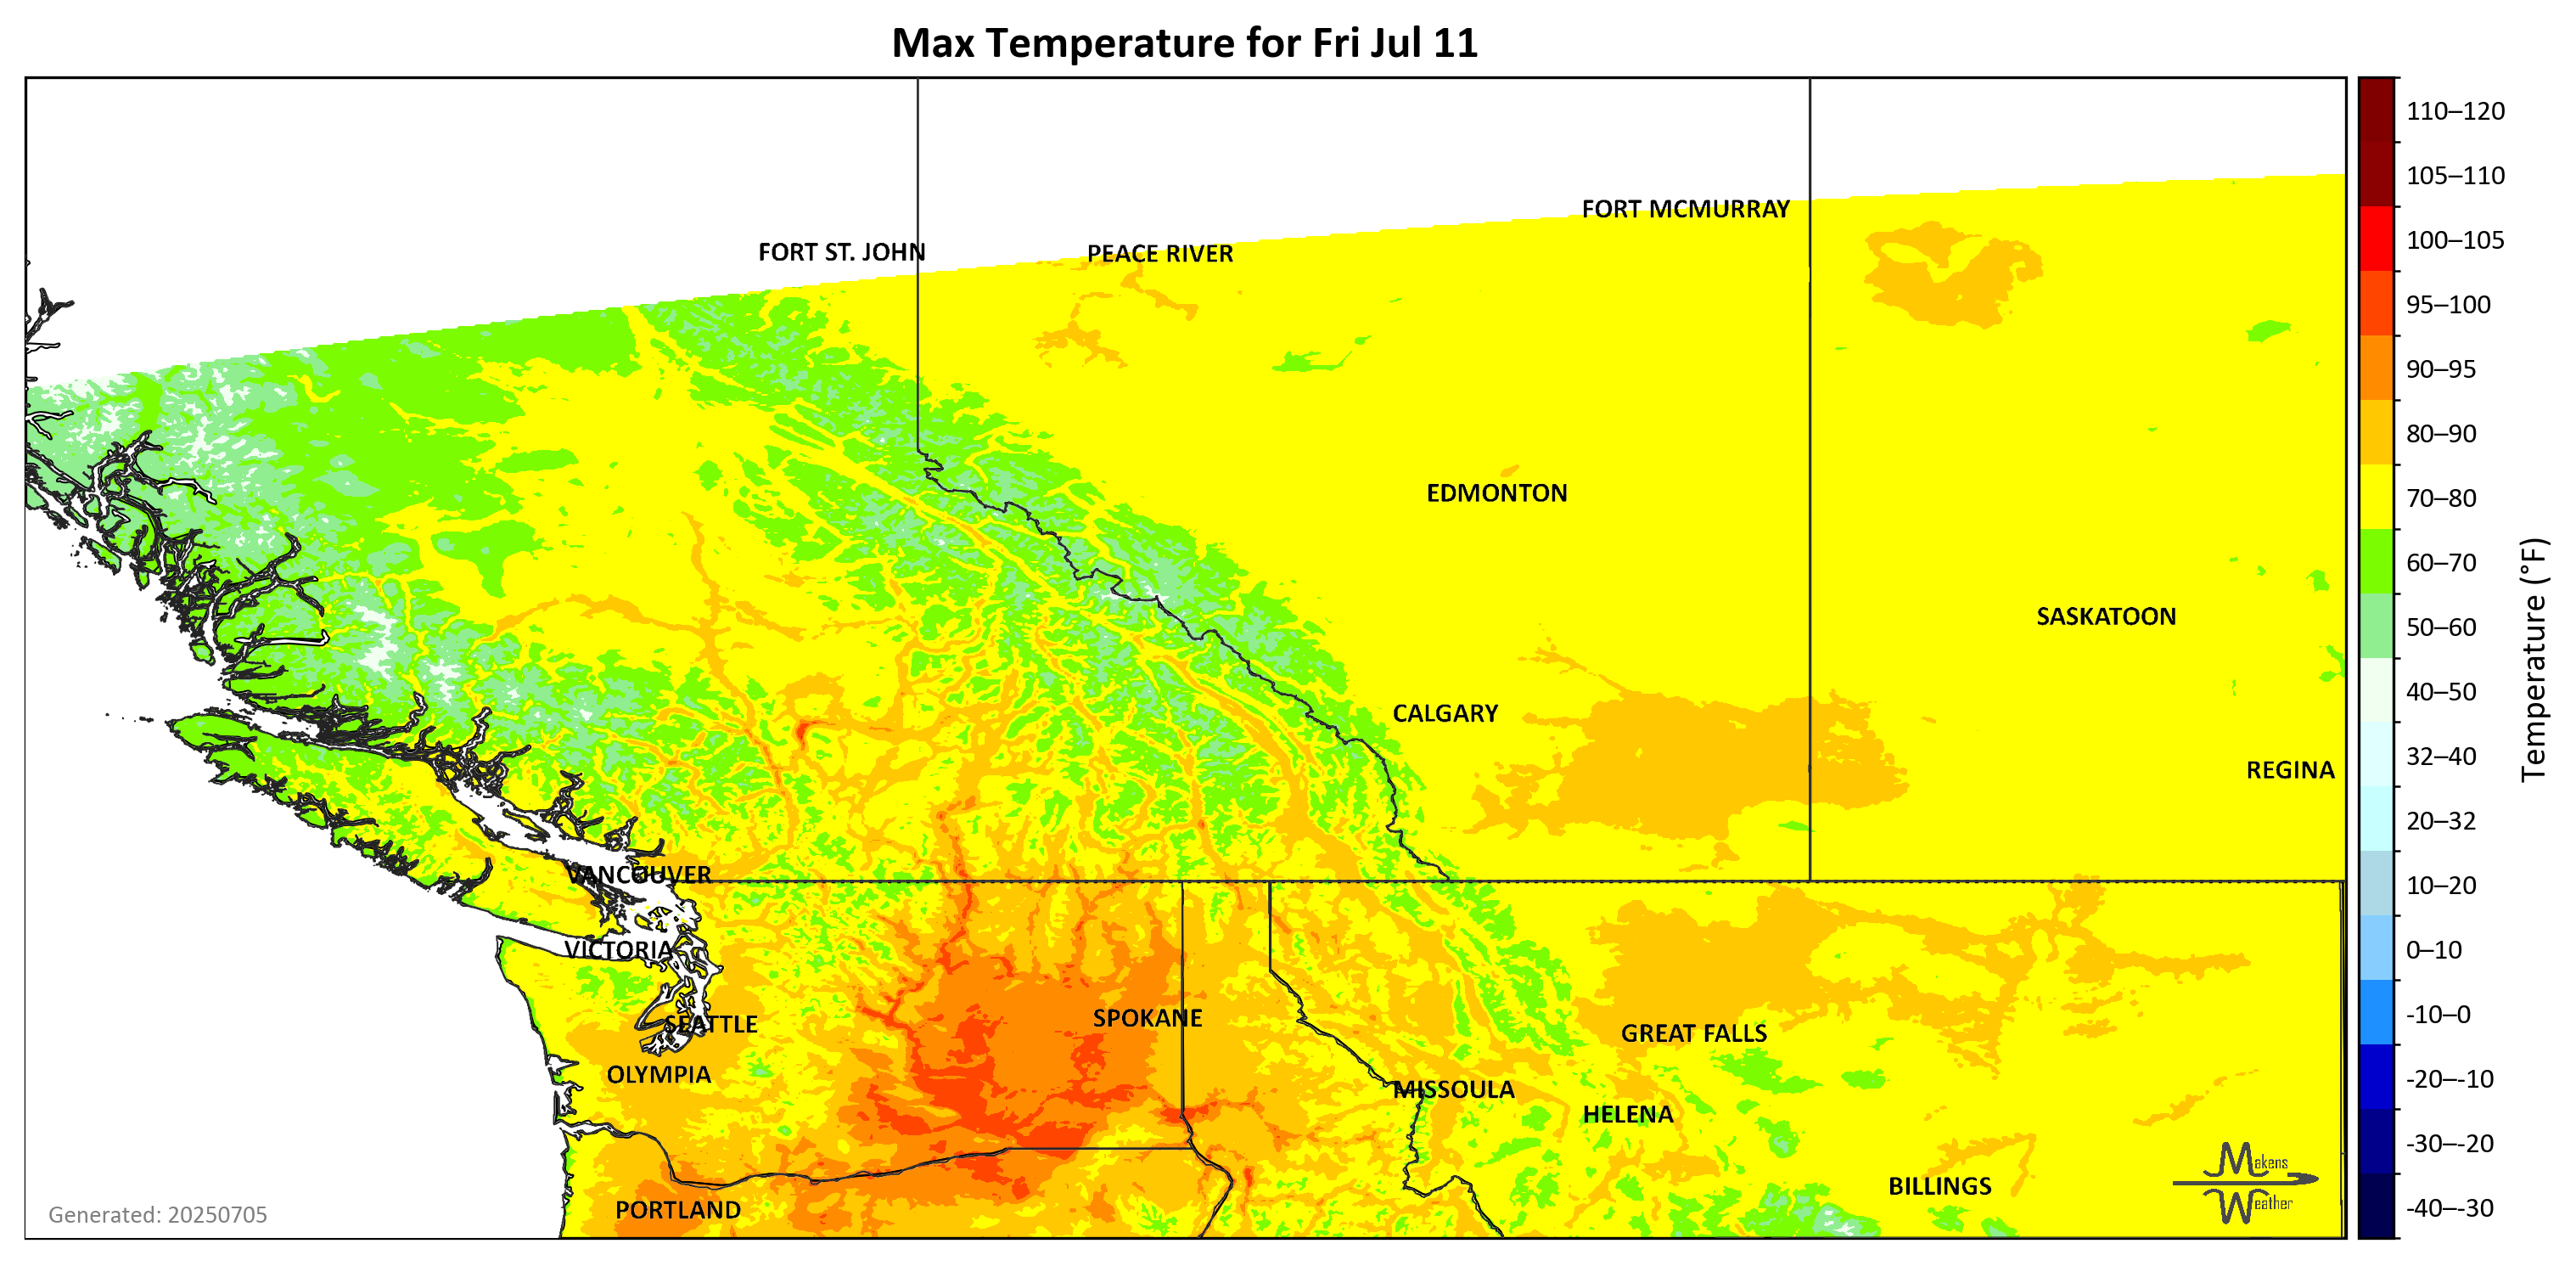 Max Temperature for Fri Jul 11
FORT MCMURRAY
FORT ST. JOHN
PEACE RIVER
EDMONTON
SASKATOON
CALGARY
REGINA
VANCOUVER
VICTORIA
SEATTLE
SPOKANE
GREAT FALLS
OLYMPIA
MISSOULA
HELENA
BILLINGS
PORTLAND
Generated: 20250705
Makens
Weather
110–120
105–110
100–105
95–100
90–95
80–90
70–80
60–70
50–60
40–50
32–40
20–32
10–20
0–10
-10–0
-20–-10
-30–-20
-40–-30
Temperature (°F)